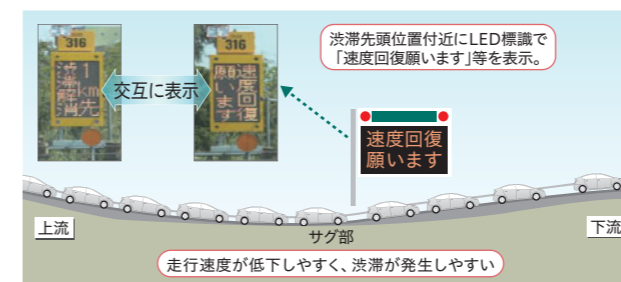 316
渋滞解消
1km先
交互に表示
316
速度回復
願います
渋滞先頭位置付近にLED標識で
「速度回復願います」等を表示。
速度回復
願います
上流
サグ部
下流
走行速度が低下しやすく、渋滞が発生しやすい